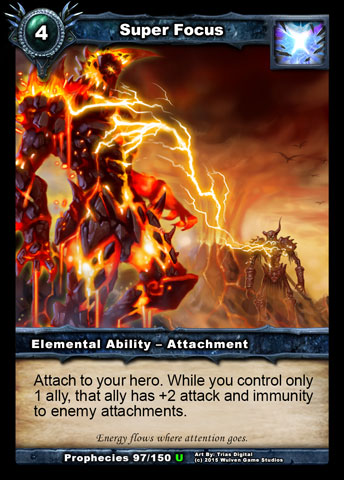 4
Super Focus
Elemental Ability – Attachment
Attach to your hero. While you control only
1 ally, that ally has +2 attack and immunity
to enemy attachments.
Energy flows where attention goes.
Prophecies 97/150 U
Art By: Trias Digital
(c) 2015 Wulven Game Studios